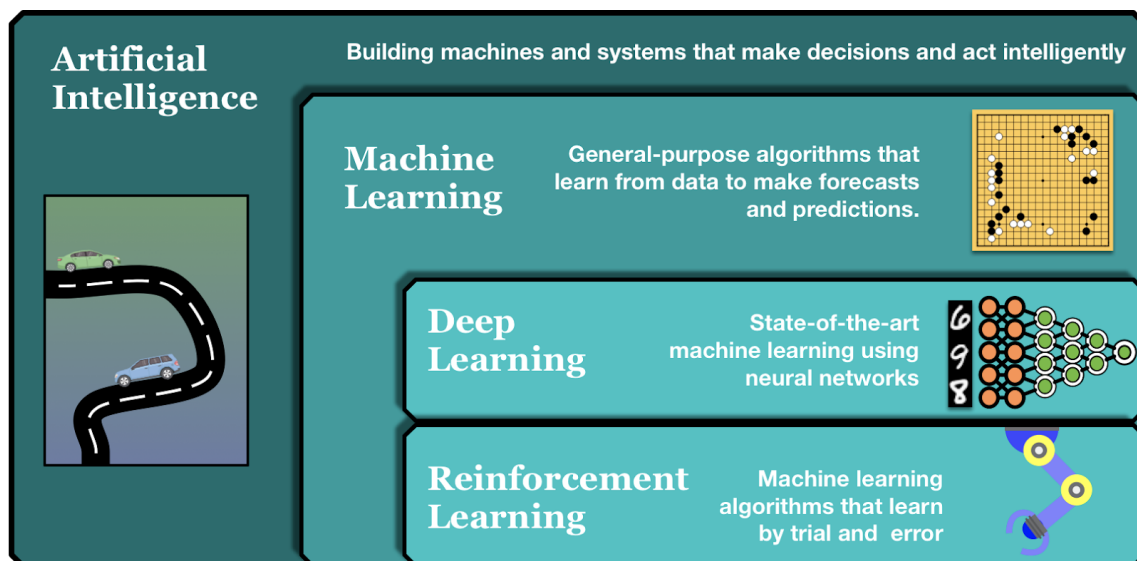 Artificial
Intelligence
Building machines and systems that make decisions and act intelligently
Machine
Learning
General-purpose algorithms that
learn from data to make forecasts
and predictions.
Deep
Learning
State-of-the-art
machine learning using
neural networks
6
9
8
Reinforcement
Learning
Machine learning
algorithms that learn
by trial and error